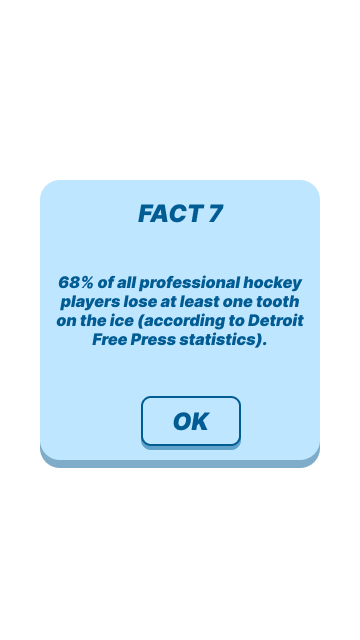 FACT 7
68% of all professional hockey
players lose at least one tooth
on the ice (according to Detroit
Free Press statistics).
OK